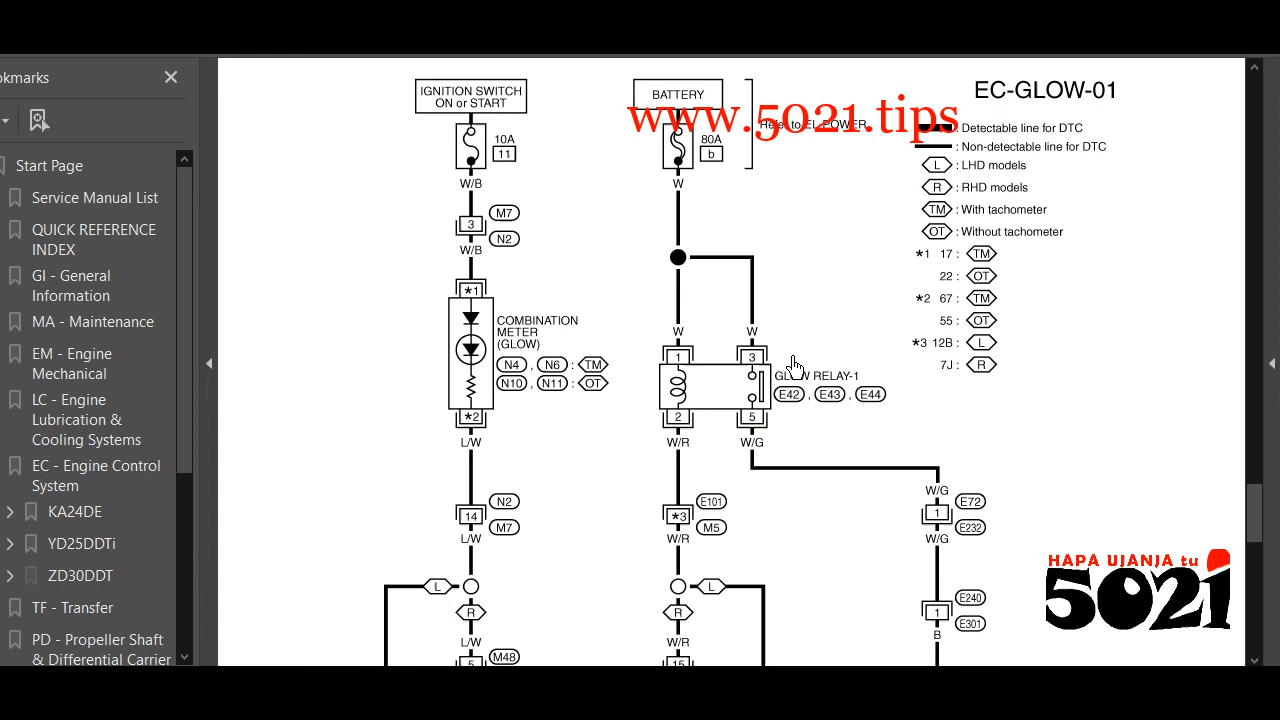 okmarks
Start Page
Service Manual List
QUICK REFERENCE
INDEX
GI - General
Information
MA - Maintenance
EM - Engine
Mechanical
LC - Engine
Lubrication &
Cooling Systems
EC - Engine Control
System
KA24DE
YD25DDTi
ZD30DDT
TF - Transfer
PD - Propeller Shaft
& Differential Carrier
IGNITION SWITCH
ON or START
10A
11
W/B
3
M7
N2
W/B
*1
COMBINATION
METER
(GLOW)
N4 , N6 : TM
N10 , N11 : OT
*2
L/W
14
N2
M7
L/W
L
R
L/W
5
M48
BATTERY
www.5021.tips
Refer to EL-POWER
80A
b
W
W
W
1
3
GLOW RELAY-1
E42 , E43 , E44
2
5
W/R
W/G
*3
E101
M5
W/R
L
R
W/R
15
W/G
1
E72
E232
W/G
1
E240
E301
B
EC-GLOW-01
: Detectable line for DTC
: Non-detectable line for DTC
L : LHD models
R : RHD models
TM : With tachometer
OT : Without tachometer
*1 17 : TM
22 : OT
*2 67 : TM
55 : OT
*3 12B : L
7J : R
HAPA UJANJA tu
5021